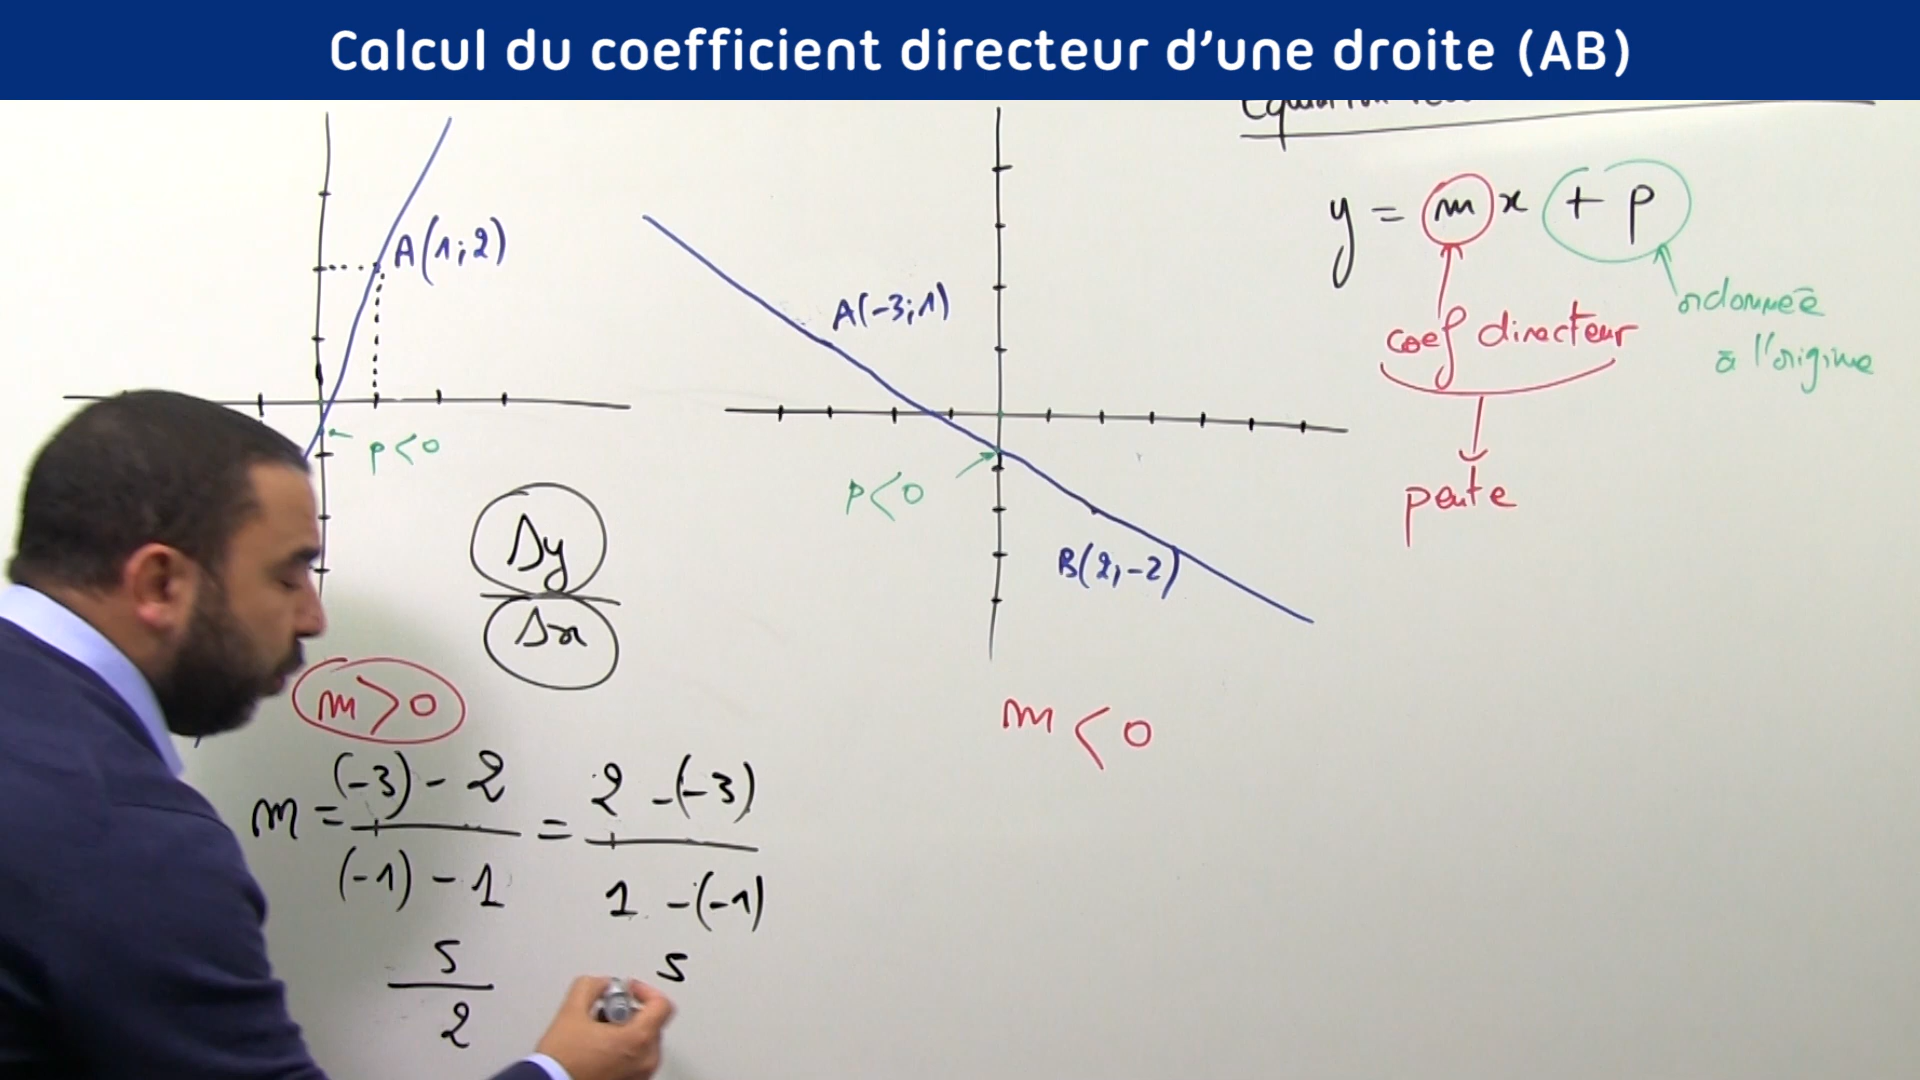 Calcul du coefficient directeur d'une droite (AB)
y = mx + p
coef directeur
ordonnée
à l'origine
pente
A(1;2)
p<0
A(-3;1)
p<0
B(2,-2)
Δy
Δx
m>0
m<0
m = (-3) - 2 = 2 - (-3)
(-1) - 1 1 - (-1)
5 5
2